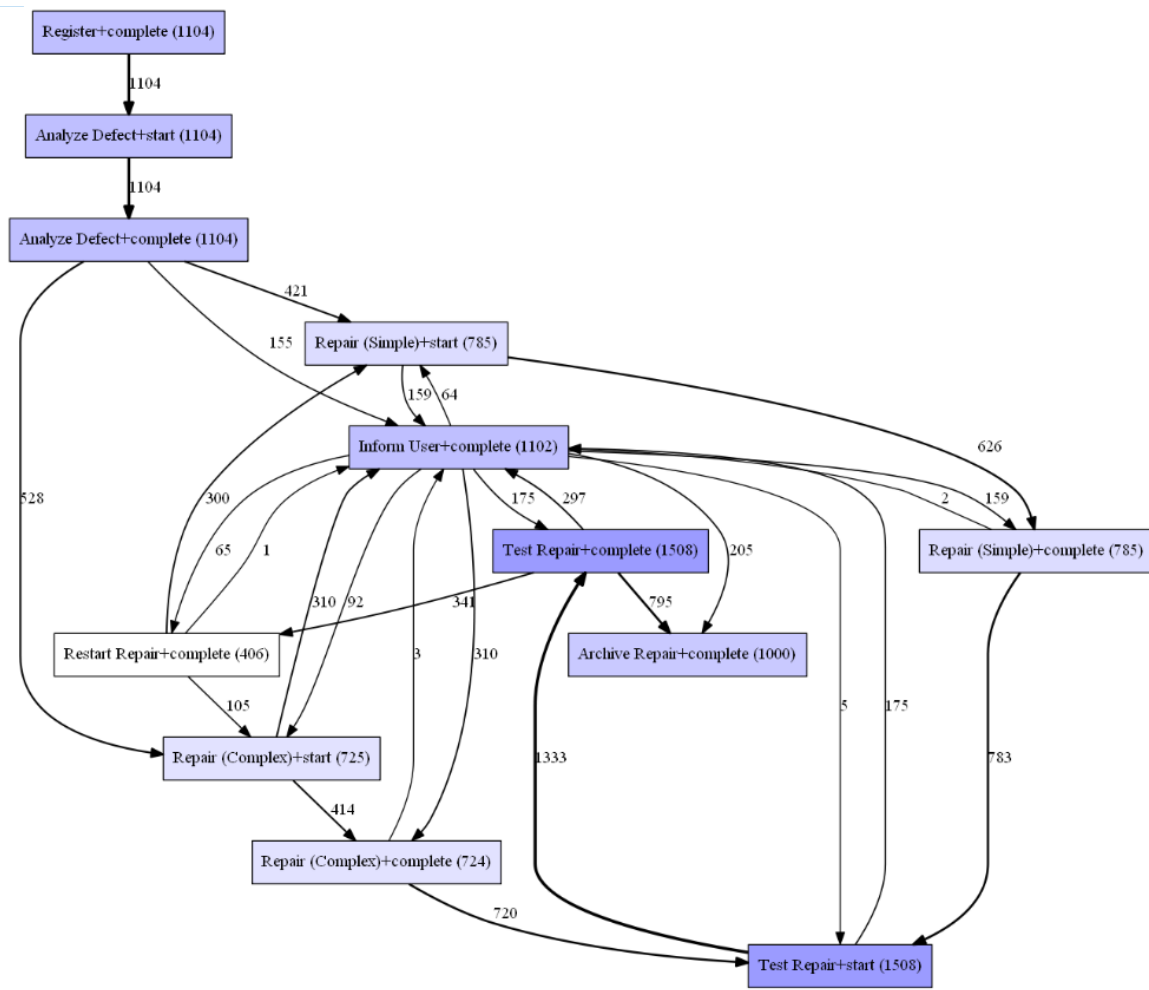 Register+complete (1104)
1104
Analyze Defect+start (1104)
1104
Analyze Defect+complete (1104)
421
155
Repair (Simple)+start (785)
159
64
Inform User+complete (1102)
626
528
300
65
1
310
92
175
297
205
2
159
Test Repair+complete (1508)
Repair (Simple)+complete (785)
341
795
Restart Repair+complete (406)
3
310
Archive Repair+complete (1000)
105
5
175
Repair (Complex)+start (725)
1333
783
414
Repair (Complex)+complete (724)
720
Test Repair+start (1508)